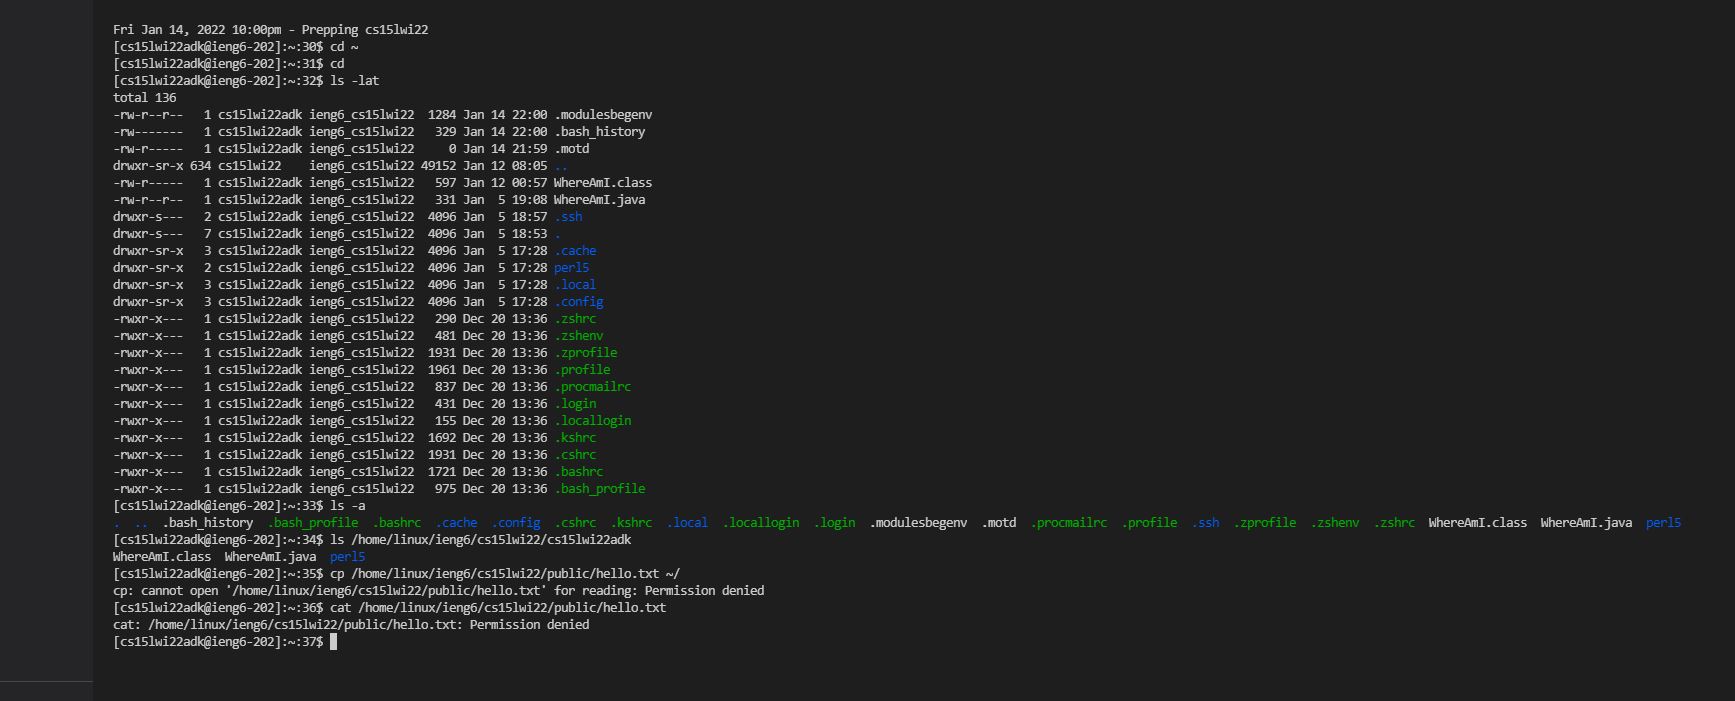 Fri Jan 14, 2022 10:00pm - Prepping cs15lwi22
[cs15lwi22adk@ieng6-202]:~:30$ cd ~
[cs15lwi22adk@ieng6-202]:~:31$ cd
[cs15lwi22adk@ieng6-202]:~:32$ ls -lat
total 136
-rw-r--r--   1 cs15lwi22adk ieng6_cs15lwi22  1284 Jan 14 22:00 .modulesbegenv
-rw-------   1 cs15lwi22adk ieng6_cs15lwi22   329 Jan 14 22:00 .bash_history
-rw-r-----   1 cs15lwi22adk ieng6_cs15lwi22     0 Jan 14 21:59 .motd
drwxr-sr-x 634 cs15lwi22    ieng6_cs15lwi22 49152 Jan 12 08:05 ..
-rw-r-----   1 cs15lwi22adk ieng6_cs15lwi22   597 Jan 12 00:57 WhereAmI.class
-rw-r--r--   1 cs15lwi22adk ieng6_cs15lwi22   331 Jan  5 19:08 WhereAmI.java
drwxr-s---   2 cs15lwi22adk ieng6_cs15lwi22  4096 Jan  5 18:57 .ssh
drwxr-s---   7 cs15lwi22adk ieng6_cs15lwi22  4096 Jan  5 18:53 .
drwxr-sr-x   3 cs15lwi22adk ieng6_cs15lwi22  4096 Jan  5 17:28 .cache
drwxr-sr-x   2 cs15lwi22adk ieng6_cs15lwi22  4096 Jan  5 17:28 perl5
drwxr-sr-x   3 cs15lwi22adk ieng6_cs15lwi22  4096 Jan  5 17:28 .local
drwxr-sr-x   3 cs15lwi22adk ieng6_cs15lwi22  4096 Jan  5 17:28 .config
-rwxr-x---   1 cs15lwi22adk ieng6_cs15lwi22   290 Dec 20 13:36 .zshrc
-rwxr-x---   1 cs15lwi22adk ieng6_cs15lwi22   481 Dec 20 13:36 .zshenv
-rwxr-x---   1 cs15lwi22adk ieng6_cs15lwi22  1931 Dec 20 13:36 .zprofile
-rwxr-x---   1 cs15lwi22adk ieng6_cs15lwi22  1961 Dec 20 13:36 .profile
-rwxr-x---   1 cs15lwi22adk ieng6_cs15lwi22   837 Dec 20 13:36 .procmailrc
-rwxr-x---   1 cs15lwi22adk ieng6_cs15lwi22   431 Dec 20 13:36 .login
-rwxr-x---   1 cs15lwi22adk ieng6_cs15lwi22   155 Dec 20 13:36 .locallogin
-rwxr-x---   1 cs15lwi22adk ieng6_cs15lwi22  1692 Dec 20 13:36 .kshrc
-rwxr-x---   1 cs15lwi22adk ieng6_cs15lwi22  1931 Dec 20 13:36 .cshrc
-rwxr-x---   1 cs15lwi22adk ieng6_cs15lwi22  1721 Dec 20 13:36 .bashrc
-rwxr-x---   1 cs15lwi22adk ieng6_cs15lwi22   975 Dec 20 13:36 .bash_profile
[cs15lwi22adk@ieng6-202]:~:33$ ls -a
.  ..  .bash_history  .bash_profile  .bashrc  .cache  .config  .cshrc  .kshrc  .local  .locallogin  .login  .modulesbegenv  .motd  .procmailrc  .profile  .ssh  .zprofile  .zshenv  .zshrc  WhereAmI.class  WhereAmI.java  perl5
[cs15lwi22adk@ieng6-202]:~:34$ ls /home/linux/ieng6/cs15lwi22/cs15lwi22adk
WhereAmI.class  WhereAmI.java  perl5
[cs15lwi22adk@ieng6-202]:~:35$ cp /home/linux/ieng6/cs15lwi22/public/hello.txt ~/
cp: cannot open '/home/linux/ieng6/cs15lwi22/public/hello.txt' for reading: Permission denied
[cs15lwi22adk@ieng6-202]:~:36$ cat /home/linux/ieng6/cs15lwi22/public/hello.txt
cat: /home/linux/ieng6/cs15lwi22/public/hello.txt: Permission denied
[cs15lwi22adk@ieng6-202]:~:37$